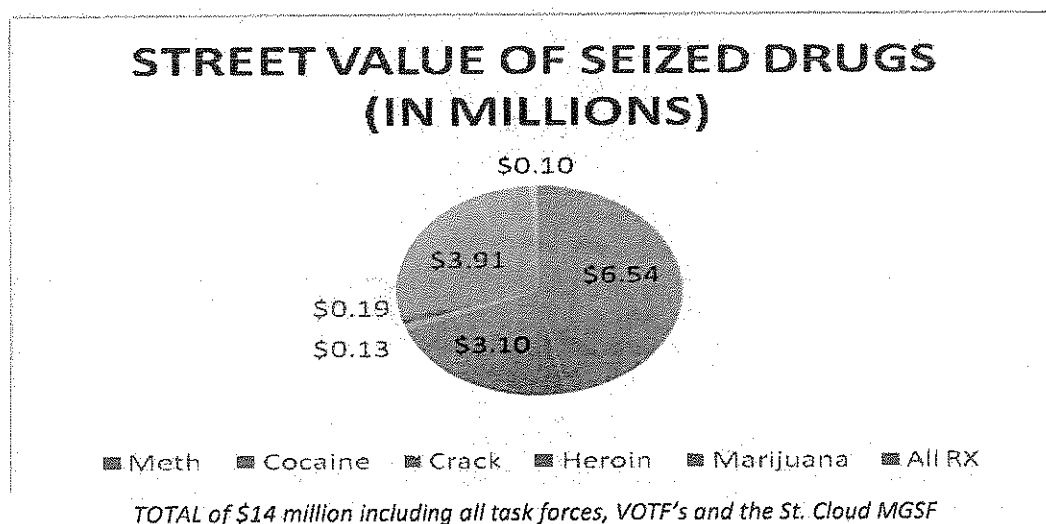 STREET VALUE OF SEIZED DRUGS
(IN MILLIONS)
$0.10
$3.91
$6.54
$0.19
$0.13
$3.10
Meth Cocaine Crack Heroin Marijuana All RX
TOTAL of $14 million including all task forces, VOTF's and the St. Cloud MGSF